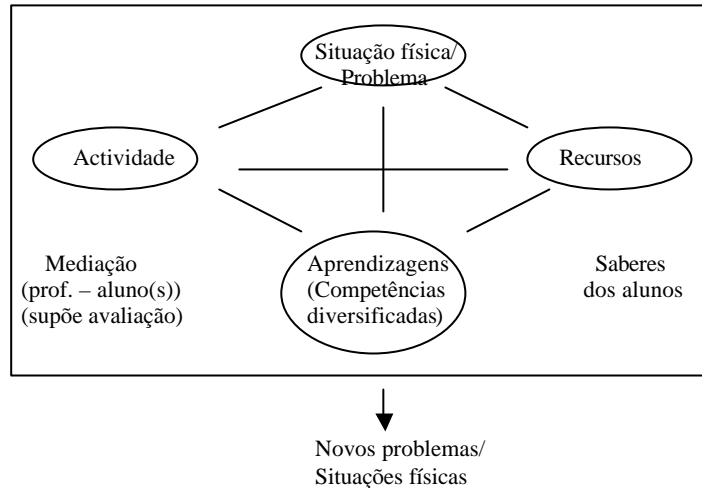 Situação física/
Problema
Actividade
Recursos
Mediação
(prof. – aluno(s))
(supõe avaliação)
Aprendizagens
(Competências
diversificadas)
Saberes
dos alunos
Novos problemas/
Situações físicas